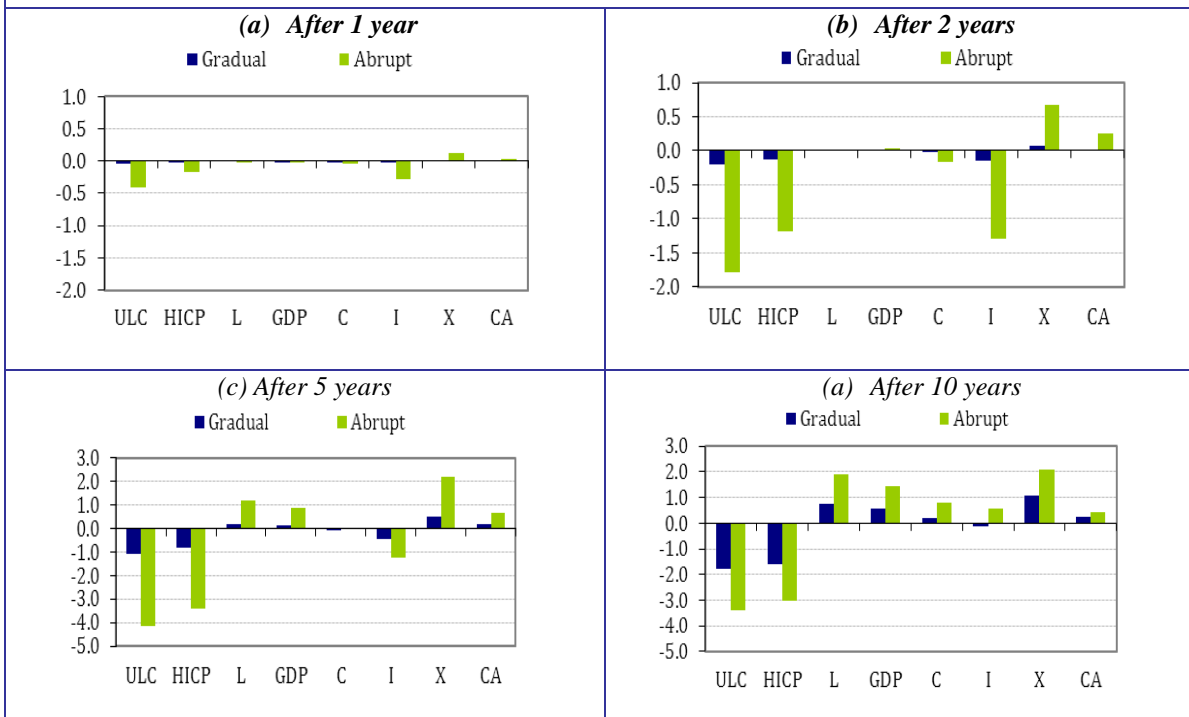 (a) After 1 year
Gradual Abrupt
1.0
0.5
0.0
-0.5
-1.0
-1.5
-2.0
ULC HICP L GDP C I X CA
(b) After 2 years
Gradual Abrupt
1.0
0.5
0.0
-0.5
-1.0
-1.5
-2.0
ULC HICP L GDP C I X CA
(c) After 5 years
Gradual Abrupt
3.0
2.0
1.0
0.0
-1.0
-2.0
-3.0
-4.0
-5.0
ULC HICP L GDP C I X CA
(a) After 10 years
Gradual Abrupt
3.0
2.0
1.0
0.0
-1.0
-2.0
-3.0
-4.0
-5.0
ULC HICP L GDP C I X CA